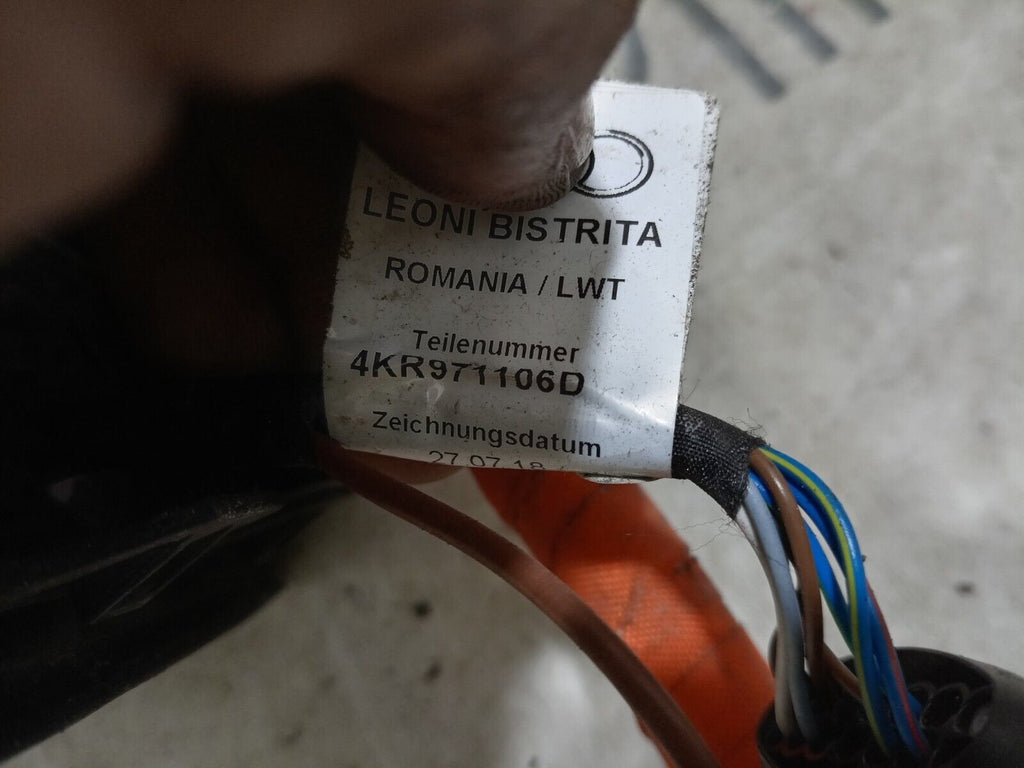 LEONI BISTRITA
ROMANIA / LWT
Teilenummer
4KR971106D
Zeichnungsdatum
27.07.18